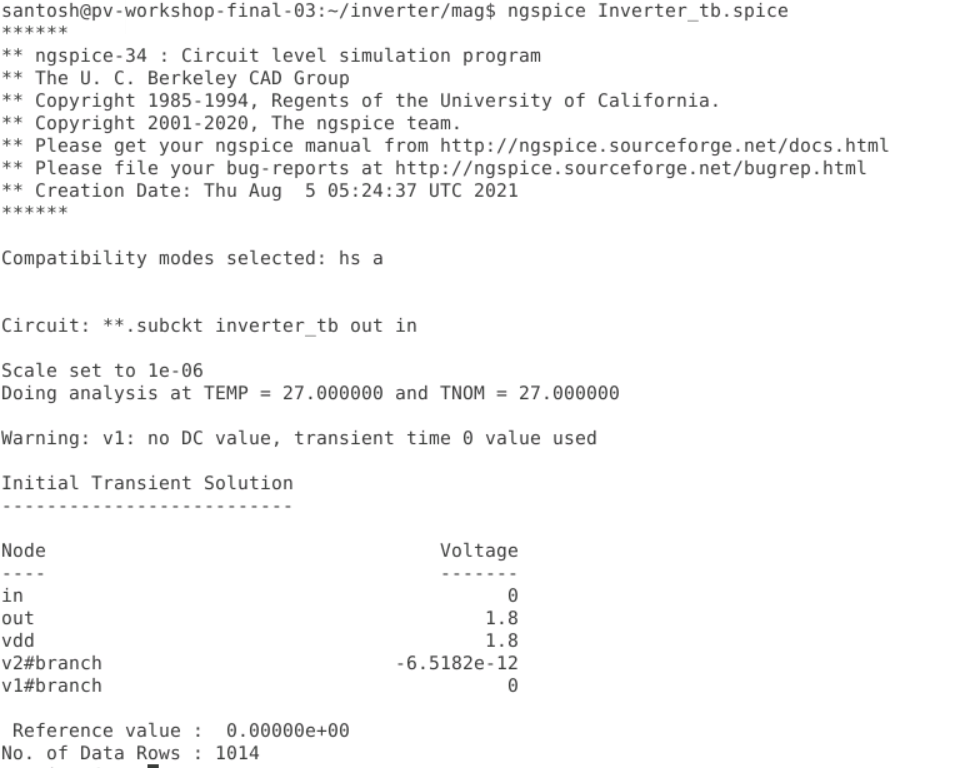 santosh@pv-workshop-final-03:~/inverter/mag$ ngspice Inverter_tb.spice
******
** ngspice-34 : Circuit level simulation program
** The U. C. Berkeley CAD Group
** Copyright 1985-1994, Regents of the University of California.
** Copyright 2001-2020, The ngspice team.
** Please get your ngspice manual from http://ngspice.sourceforge.net/docs.html
** Please file your bug-reports at http://ngspice.sourceforge.net/bugrep.html
** Creation Date: Thu Aug  5 05:24:37 UTC 2021
******
Compatibility modes selected: hs a
Circuit: **.subckt inverter_tb out in
Scale set to 1e-06
Doing analysis at TEMP = 27.000000 and TNOM = 27.000000
Warning: v1: no DC value, transient time 0 value used
Initial Transient Solution
--------------------------
Node                                   Voltage
----                                   -------
in                                           0
out                                        1.8
vdd                                        1.8
v2#branch                          -6.5182e-12
v1#branch                                    0
 Reference value :  0.00000e+00
No. of Data Rows : 1014